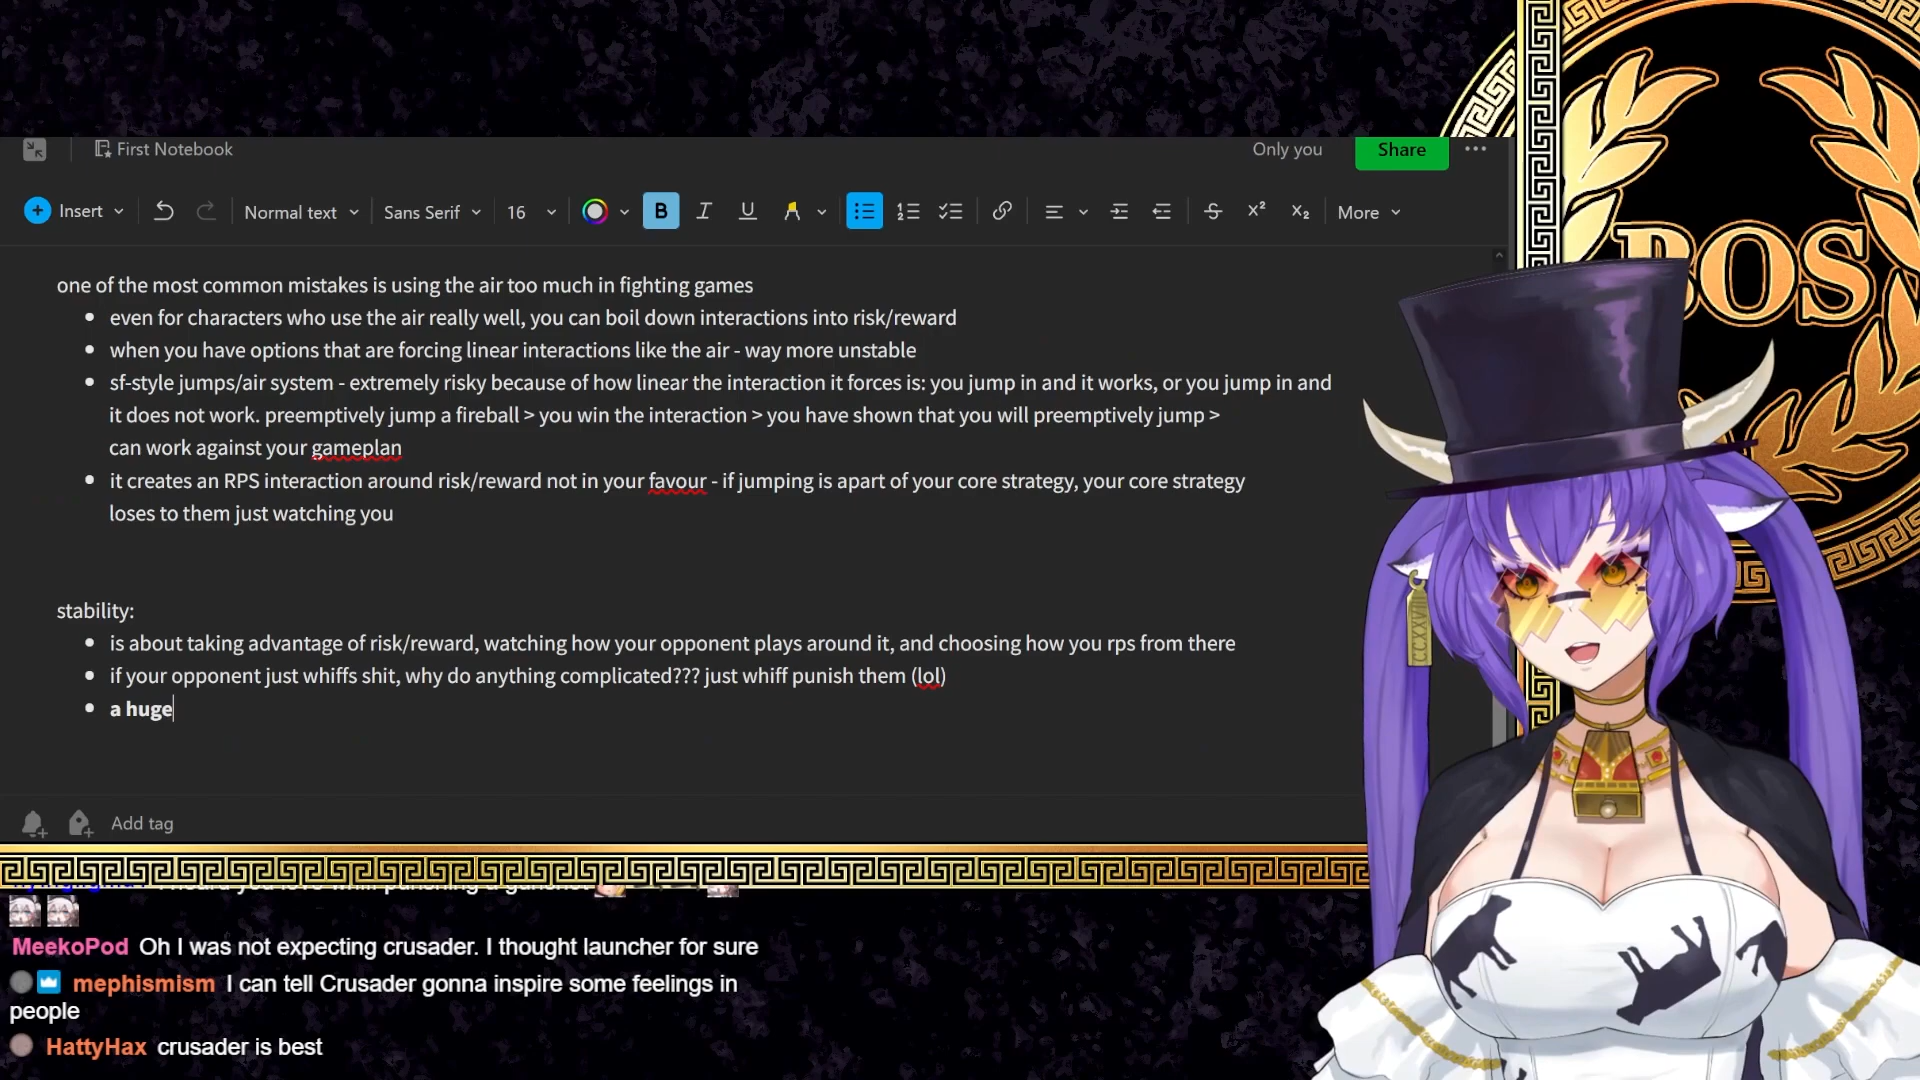 First Notebook
Only you
Share
Insert
Normal text
Sans Serif
16
B
I
U
X²
X₂
More
one of the most common mistakes is using the air too much in fighting games
• even for characters who use the air really well, you can boil down interactions into risk/reward
• when you have options that are forcing linear interactions like the air - way more unstable
• sf-style jumps/air system - extremely risky because of how linear the interaction it forces is: you jump in and it works, or you jump in and
it does not work. preemptively jump a fireball > you win the interaction > you have shown that you will preemptively jump >
can work against your gameplan
• it creates an RPS interaction around risk/reward not in your favour - if jumping is apart of your core strategy, your core strategy
loses to them just watching you
stability:
• is about taking advantage of risk/reward, watching how your opponent plays around it, and choosing how you rps from there
• if your opponent just whiffs shit, why do anything complicated??? just whiff punish them (lol)
• a huge
Add tag
MeekoPod Oh I was not expecting crusader. I thought launcher for sure
mephismism I can tell Crusader gonna inspire some feelings in
people
HattyHax crusader is best
BOS
CCXXVII